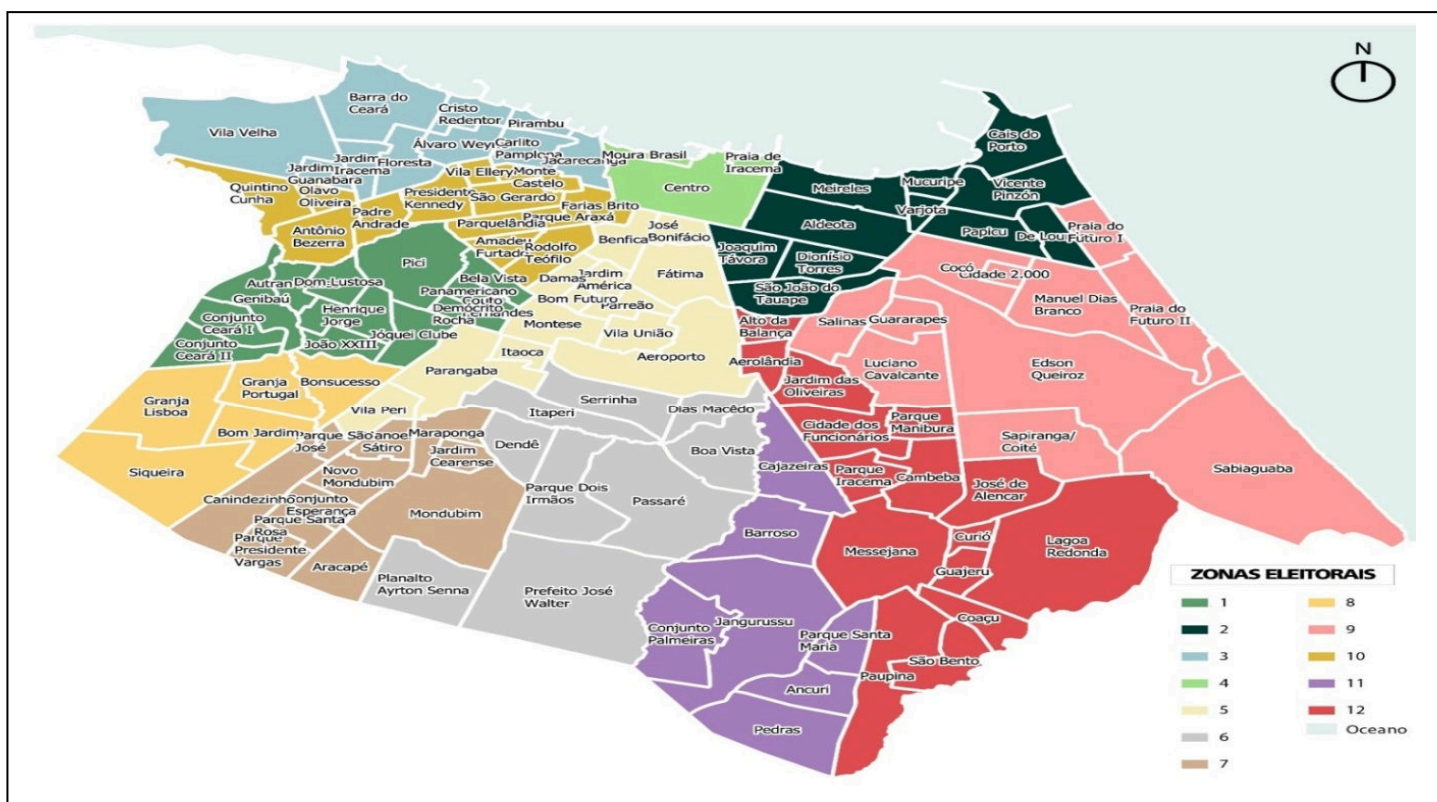 N
Barra do
Ceará
Cristo
Redentor
Pirambu
Vila Velha
Álvaro Weyne
Carlito
Pamplona
Jacarecanga
Floresta
Jardim
Iracema
Jardim
Guanabara
Moura Brasil
Praia de
Iracema
Centro
Cais do
Porto
Meireles
Mucuripe
Vicente
Pinzón
Varjota
Aldeota
Papicu
De Lourdes
Praia do
Futuro I
Quintino
Cunha
Olavo
Oliveira
Padre
Andrade
Antônio
Bezerra
Presidente
Kennedy
Vila Ellery
Monte
Castelo
São Gerardo
Farias Brito
Parque Araxá
Parquelândia
Amadeu
Furtado
Rodolfo
Teófilo
José
Bonifácio
Benfica
Joaquim
Távora
Dionísio
Torres
São João do
Tauape
Cocó
Cidade 2.000
Manuel Dias
Branco
Praia do
Futuro II
Pici
Bela Vista
Panamericano
Couto
Fernandes
Demócrito
Rocha
Autran
Dom Lustosa
Genibaú
Henrique
Jorge
Conjunto
Ceará I
Conjunto
Ceará II
João XXIII
Jóquei Clube
Damas
Jardim
América
Fátima
Bom Futuro
Parreão
Montese
Vila União
Itaoca
Aeroporto
Parangaba
Vila Peri
Alto da
Balança
Aerolândia
Salinas
Guararapes
Luciano
Cavalcante
Edson
Queiroz
Jardim das
Oliveiras
Cidade dos
Funcionários
Parque
Manibura
Sapiranga/
Coité
Sabiaguaba
Granja
Lisboa
Granja
Portugal
Bonsucesso
Bom Jardim
Siqueira
Parque
José
São
Sátiro
Maraponga
Jardim
Cearense
Novo
Mondubim
Canindezinho
Conjunto
Esperança
Parque Santa
Rosa
Parque
Presidente
Vargas
Mondubim
Aracapé
Serrinha
Itaperi
Dias Macêdo
Dendê
Boa Vista
Parque Dois
Irmãos
Passaré
Planalto
Ayrton Senna
Prefeito José
Walter
Cajazeiras
Parque
Iracema
Cambeba
José de
Alencar
Barroso
Messejana
Curió
Guajeru
Lagoa
Redonda
Coaçu
Jangurussu
Conjunto
Palmeiras
Parque Santa
Maria
São Bento
Paupina
Ancuri
Pedras
ZONAS ELEITORAIS
1
2
3
4
5
6
7
8
9
10
11
12
Oceano